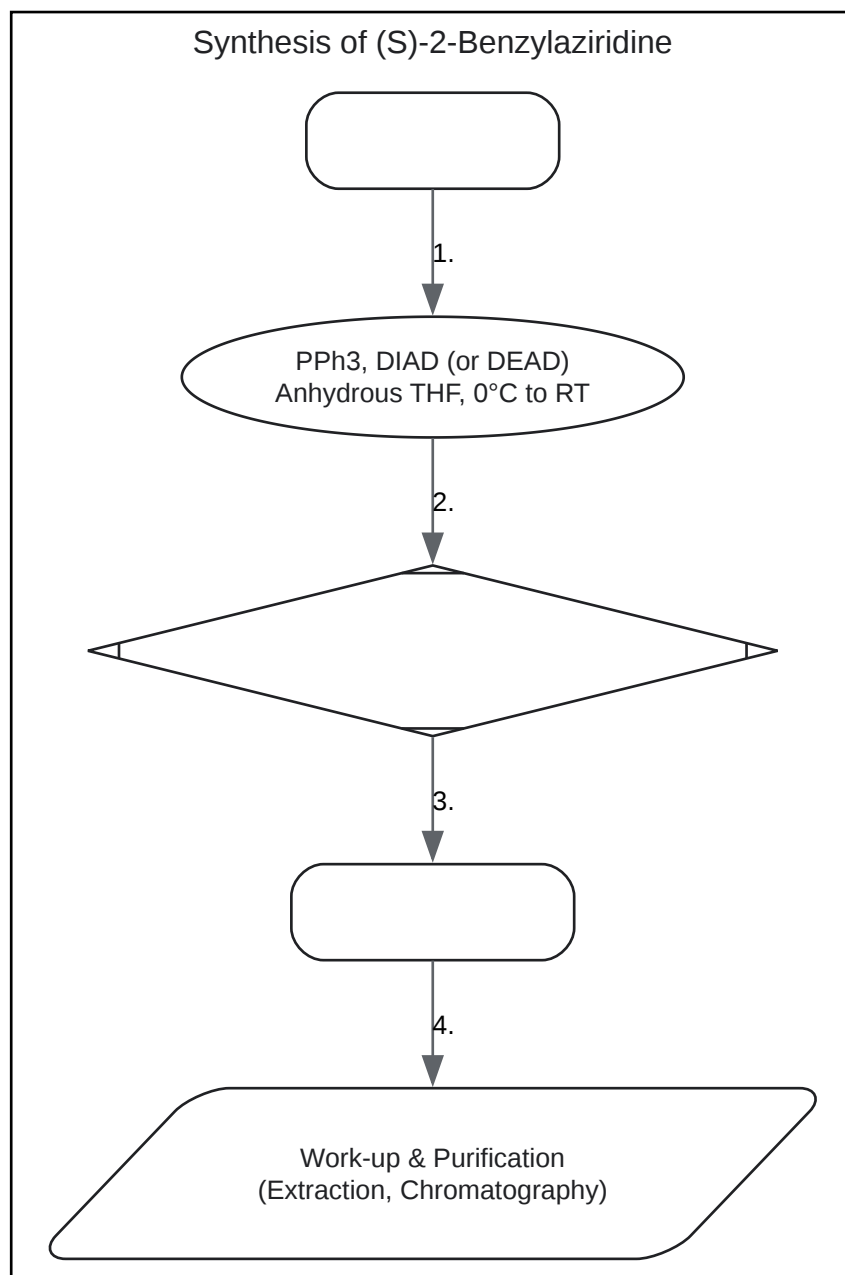 Synthesis of (S)-2-Benzylaziridine
1.
PPh3, DIAD (or DEAD)
Anhydrous THF, 0°C to RT
2.
3.
4.
Work-up & Purification
(Extraction, Chromatography)